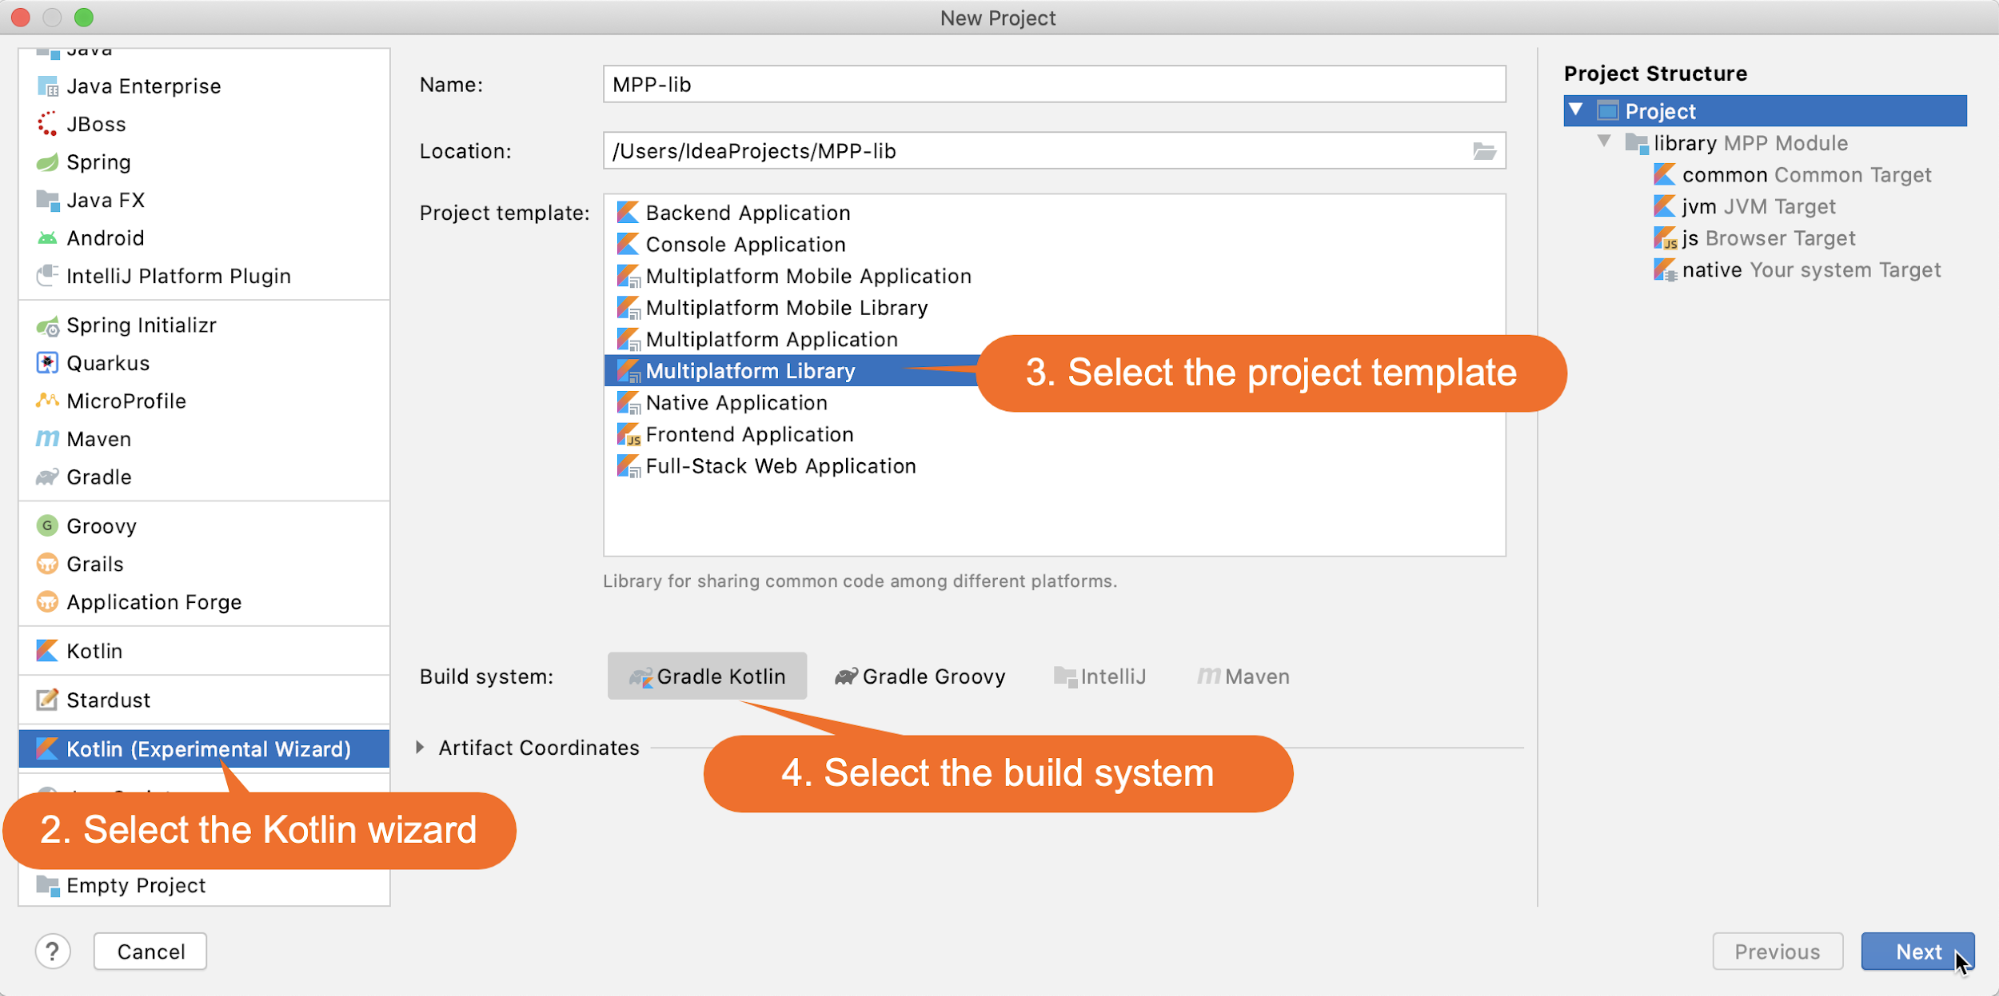 New Project
Java
Java Enterprise
JBoss
Spring
Java FX
Android
IntelliJ Platform Plugin
Spring Initializr
Quarkus
MicroProfile
Maven
Gradle
Groovy
Grails
Application Forge
Kotlin
Stardust
Kotlin (Experimental Wizard)
2. Select the Kotlin wizard
Empty Project
Name: MPP-lib
Location: /Users/IdeaProjects/MPP-lib
Project template:
Backend Application
Console Application
Multiplatform Mobile Application
Multiplatform Mobile Library
Multiplatform Application
Multiplatform Library
3. Select the project template
Native Application
Frontend Application
Full-Stack Web Application
Library for sharing common code among different platforms.
Build system: Gradle Kotlin Gradle Groovy IntelliJ Maven
Artifact Coordinates
4. Select the build system
Project Structure
Project
library MPP Module
common Common Target
jvm JVM Target
js Browser Target
native Your system Target
? Cancel Previous Next